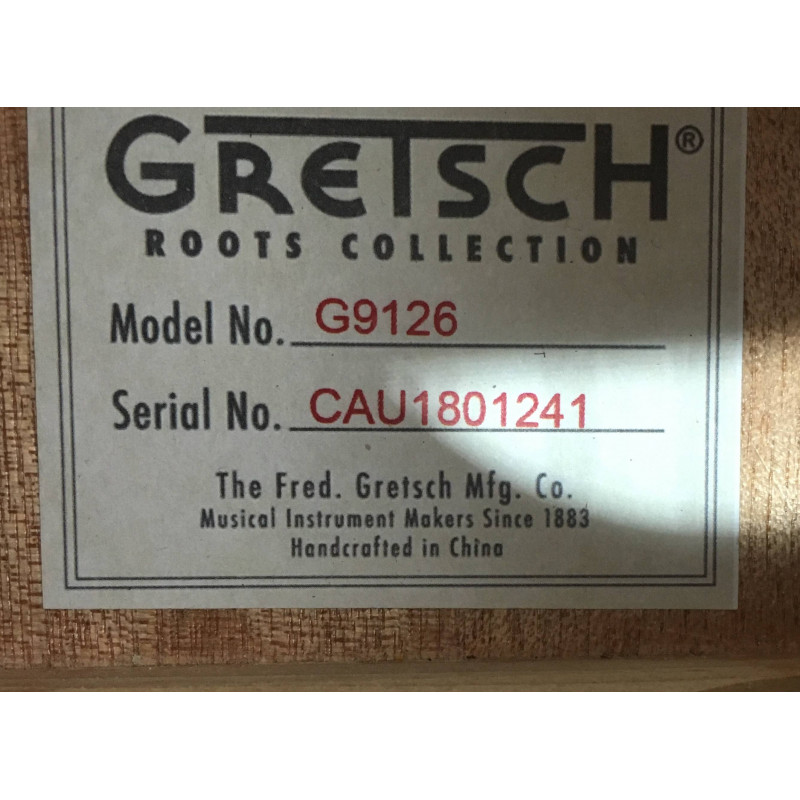 GRETSCH®
ROOTS COLLECTION
Model No. G9126
Serial No. CAU1801241
The Fred. Gretsch Mfg. Co.
Musical Instrument Makers Since 1883
Handcrafted in China